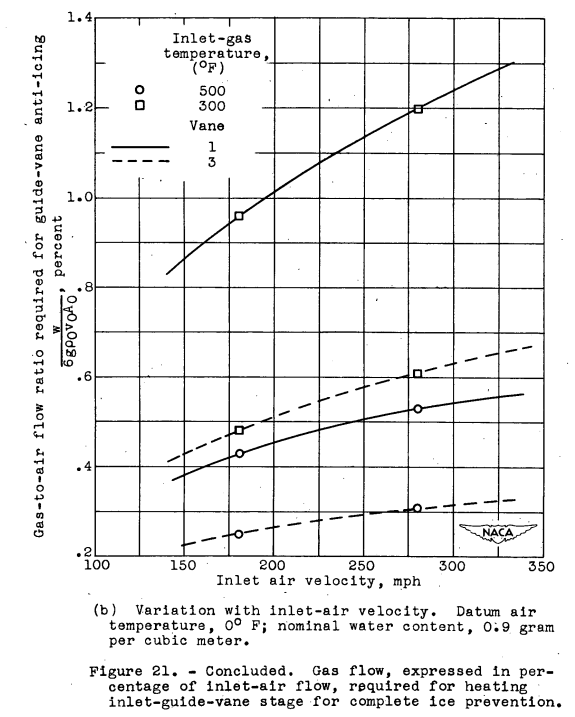 Gas-to-air flow ratio required for guide-vane anti-icing
w
6gρ0V0A0, percent
1.4
1.2
1.0
.8
.6
.4
.2
Inlet-gas
temperature,
(°F)
500
300
Vane
1
3
NACA
100 150 200 250 300 350
Inlet air velocity, mph
(b) Variation with inlet-air velocity. Datum air
temperature, 0° F; nominal water content, 0.9 gram
per cubic meter.
Figure 21. - Concluded. Gas flow, expressed in per-
centage of inlet-air flow, required for heating
inlet-guide-vane stage for complete ice prevention.